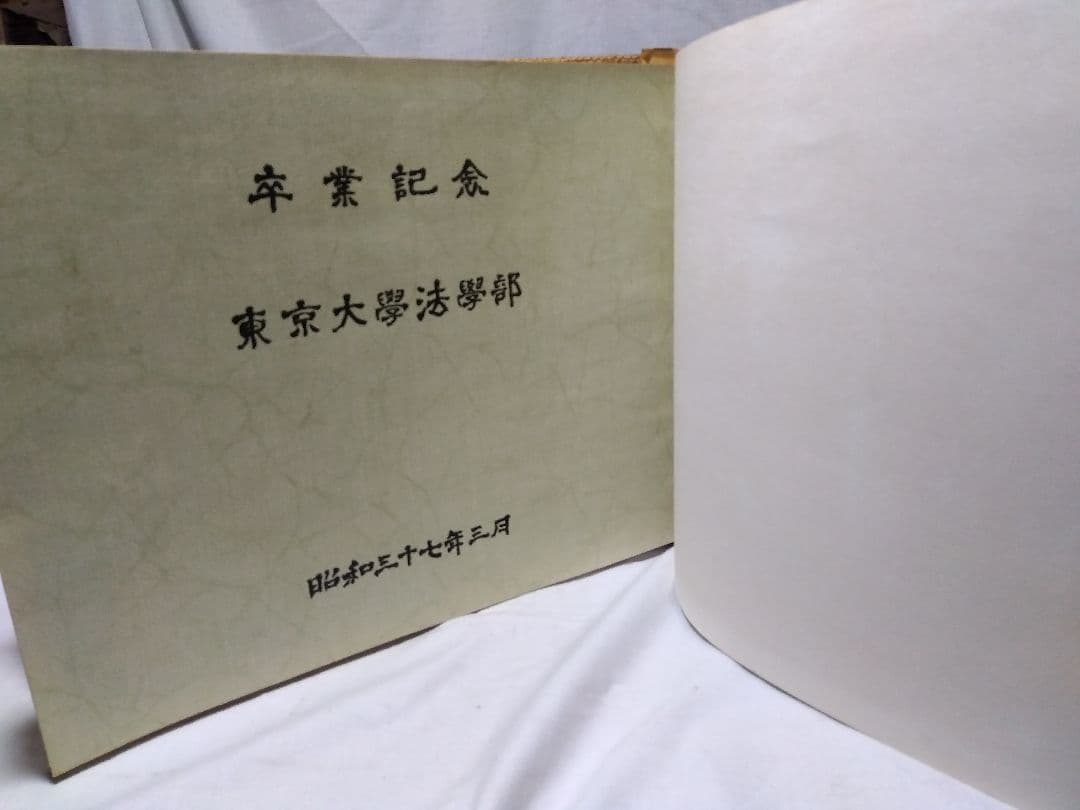 卒業記念
東京大學法學部
昭和三十七年三月